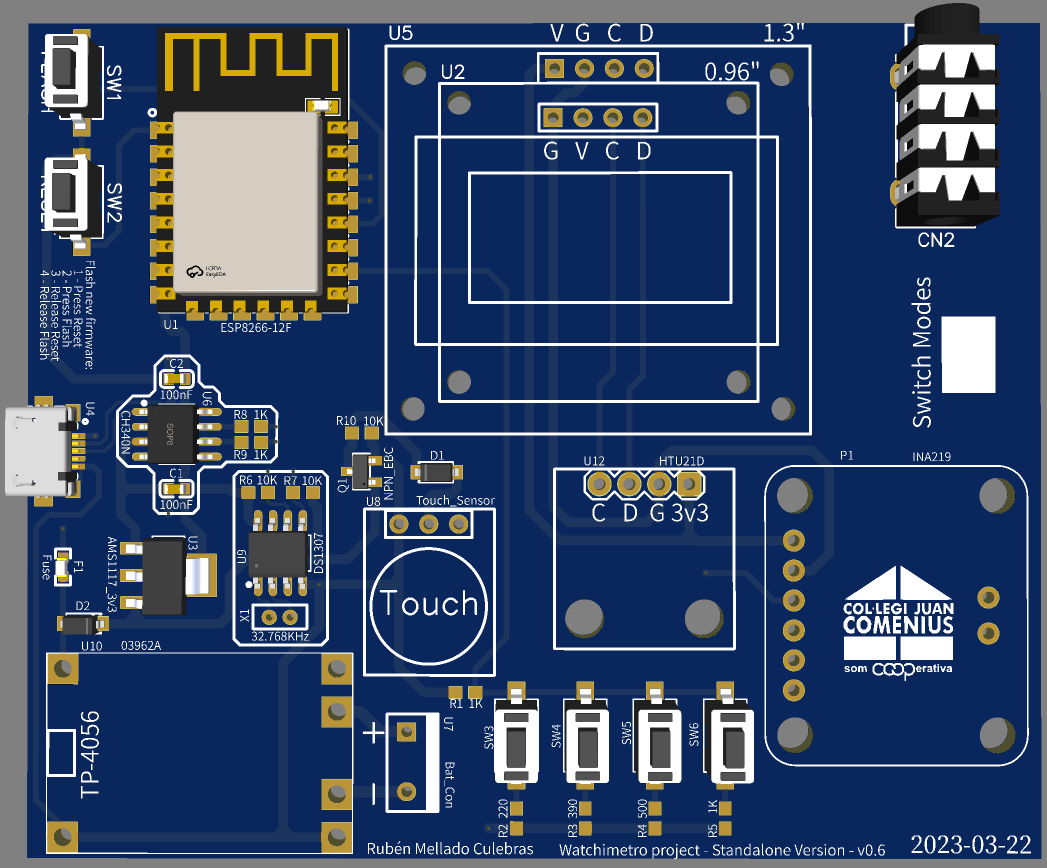 U5
V G C D
1.3"
U2
0.96"
G V C D
SW1
SW2
CN2
Flash new firmware:
1 - Press Reset
2 - Press Flash
3 - Release Reset
4 - Release Flash
U1
ESP8266-12F
Switch Modes
C2
100nF
U6
CH340N
SOP8
R8 1K
R9 1K
C1
100nF
U4
R10 10K
Q1
NPN_EBC
D1
U8
Touch_Sensor
Touch
R6 10K
R7 10K
U9
DS1307
X1
32.768KHz
U12
HTU21D
C D G 3v3
P1
INA219
COL·LEGI JUAN
COMENIUS
som cooperativa
AMS1117_3v3
U3
Fuse
F1
D2
U10
03962A
TP-4056
+
-
U7
Bat_Con
R1 1K
SW3
SW4
SW5
SW6
R2 220
R3 390
R4 500
R5 1K
Rubén Mellado Culebras
Watchimetro project - Standalone Version - v0.6
2023-03-22